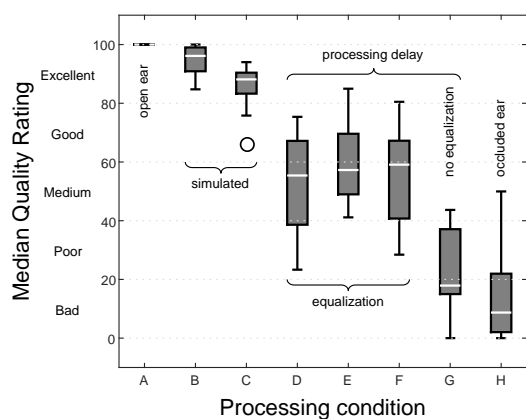 Median Quality Rating
100
80
60
40
20
0
Excellent
Good
Medium
Poor
Bad
open ear
simulated
processing delay
equalization
no equalization
occluded ear
A B C D E F G H
Processing condition